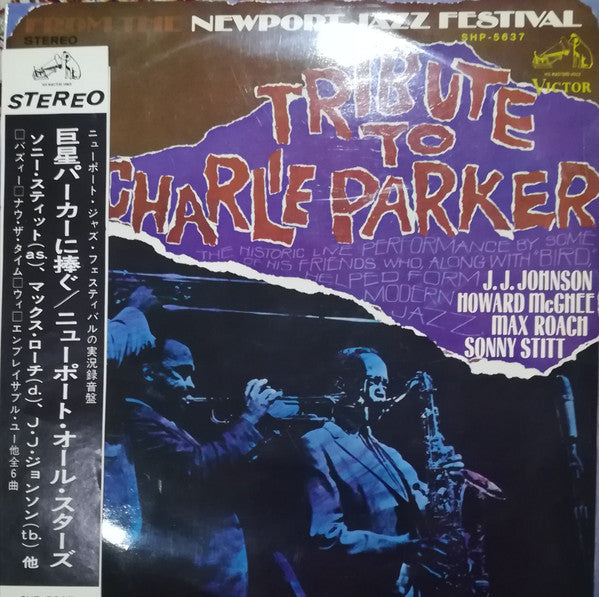 FROM THE NEWPORT JAZZ FESTIVAL
STEREO
SHP-5637
HIS MASTER'S VOICE
VICTOR
STEREO
ニューポート・ジャズ・フェスティバルの実況録音盤
巨星パーカーに捧ぐ/ニューポート・オール・スターズ
ソニー・スティット(as)、マックス・ローチ(d.)、J・J・ジョンソン(tb.) 他
□バズィー□ナウ・ザ・タイム□ウィ□エンブレイサブル・ユー他全6曲
TRIBUTE
TO
CHARLIE PARKER
THE HISTORIC LIVE PERFORMANCE BY SOME
HIS FRIENDS WHO, ALONG WITH "BIRD,"
MODERN
JAZZ
J.J. JOHNSON
HOWARD McGHEE
MAX ROACH
SONNY STITT